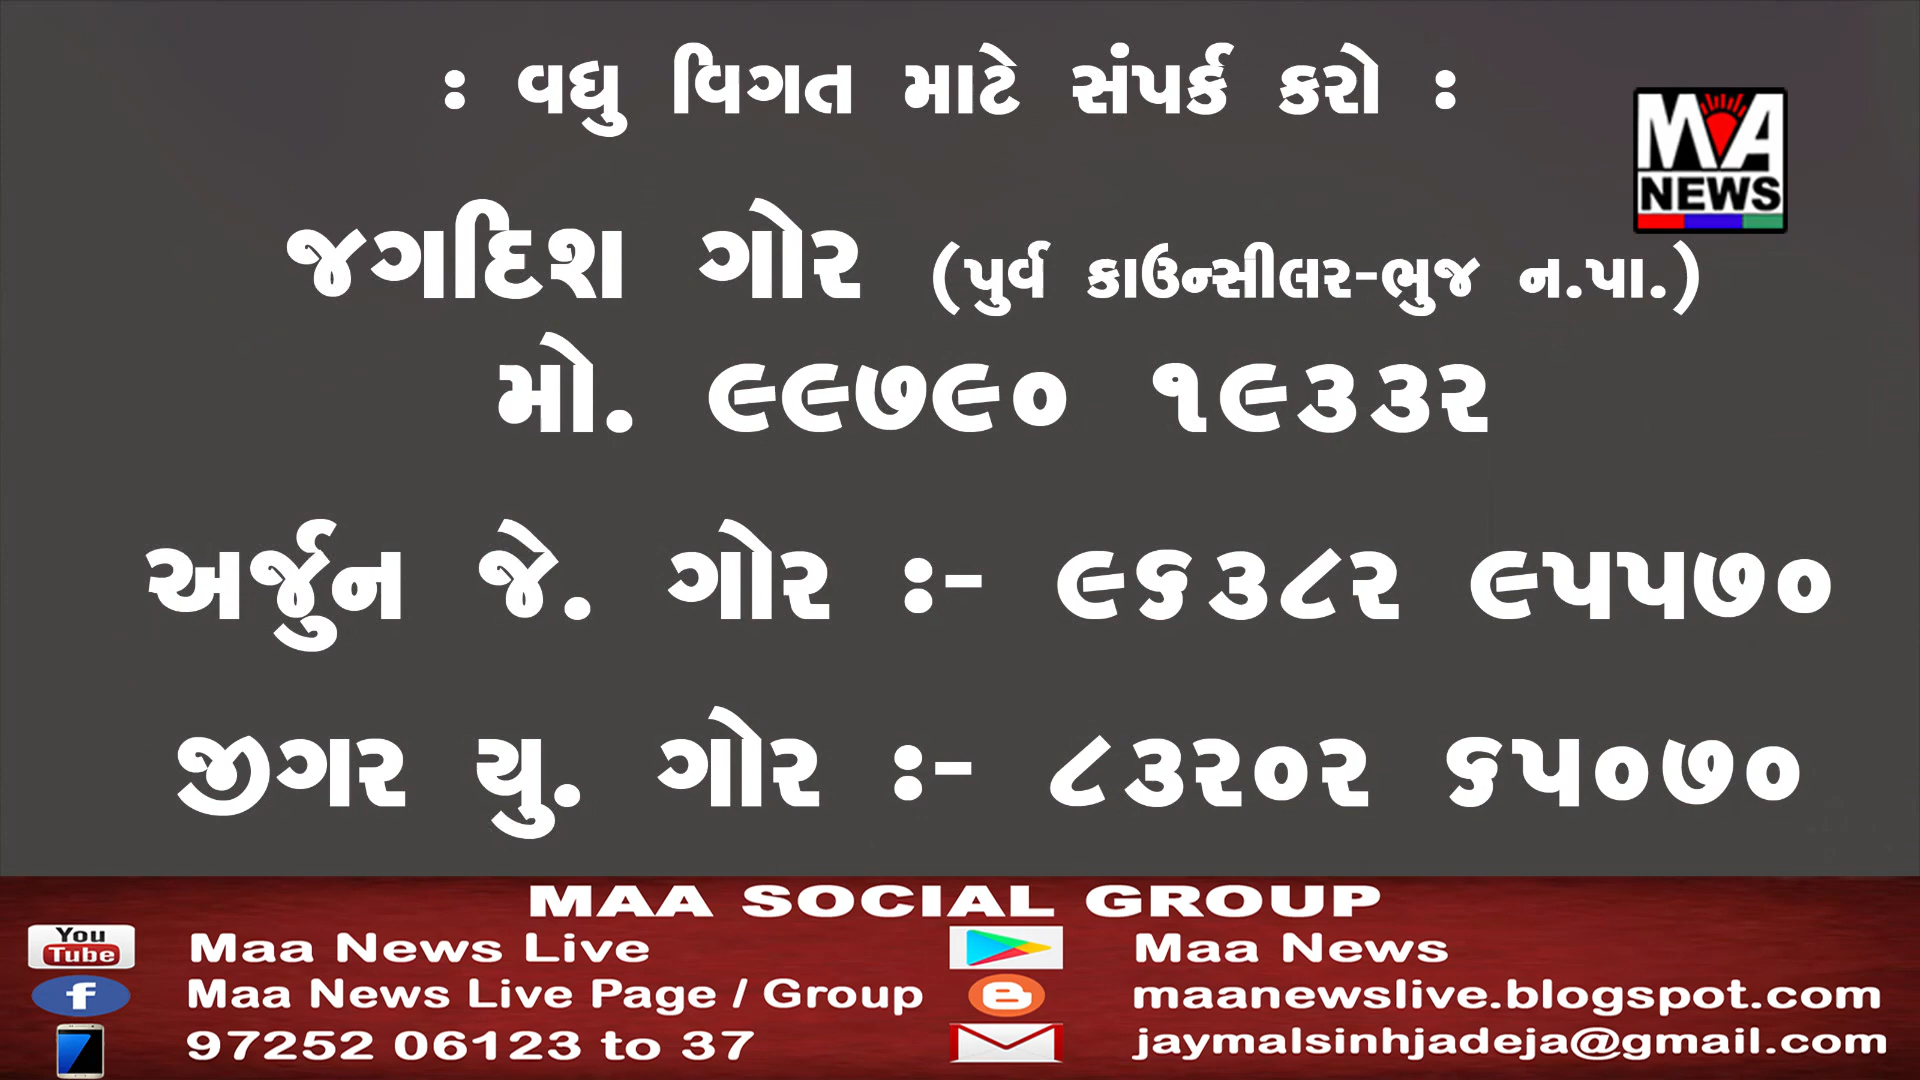 : વધુ વિગત માટે સંપર્ક કરો :
MAA
NEWS
જગદિશ ગોર (પુર્વ કાઉન્સીલર-ભુજ ન.પા.)
મો. ૯૯૭૯૦ ૧૯૩૩૨
અર્જુન જે. ગોર :- ૯૬૩૮૨ ૯૫૫૭૦
જીગર યુ. ગોર :- ૮૩૨૦૨ ૬૫૦૭૦
MAA SOCIAL GROUP
You Tube Maa News Live Maa News
f Maa News Live Page / Group maanewslive.blogspot.com
97252 06123 to 37 jaymalsinhjadeja@gmail.com